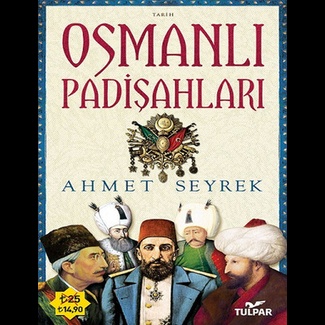 TARİH
OSMANLI
PADİŞAHLARI
AHMET SEYREK
₺25
₺14,90
TULPAR